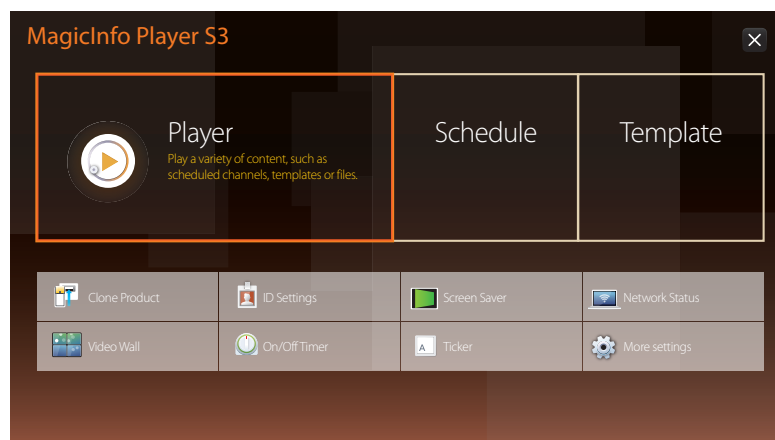 MagicInfo Player S3
Player
Play a variety of content, such as
scheduled channels, templates or files.
Schedule
Template
Clone Product
ID Settings
Screen Saver
Network Status
Video Wall
On/Off Timer
A
Ticker
More settings